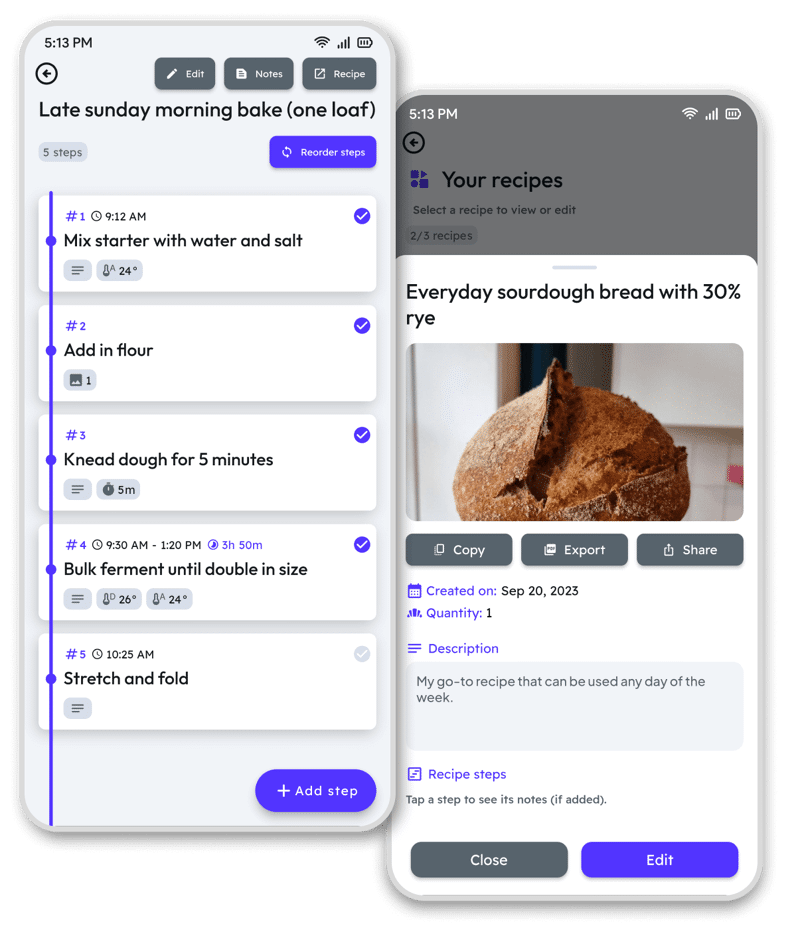 5:13 PM
Edit
Notes
Recipe
Late sunday morning bake (one loaf)
5 steps
Reorder steps
#1 9:12 AM
Mix starter with water and salt
A 24°
#2
Add in flour
1
#3
Knead dough for 5 minutes
5m
#4 9:30 AM - 1:20 PM 3h 50m
Bulk ferment until double in size
D 26° A 24°
#5 10:25 AM
Stretch and fold
+ Add step
5:13 PM
Your recipes
Select a recipe to view or edit
2/3 recipes
Everyday sourdough bread with 30%
rye
Copy
Export
Share
Created on: Sep 20, 2023
Quantity: 1
Description
My go-to recipe that can be used any day of the
week.
Recipe steps
Tap a step to see its notes (if added).
Close
Edit